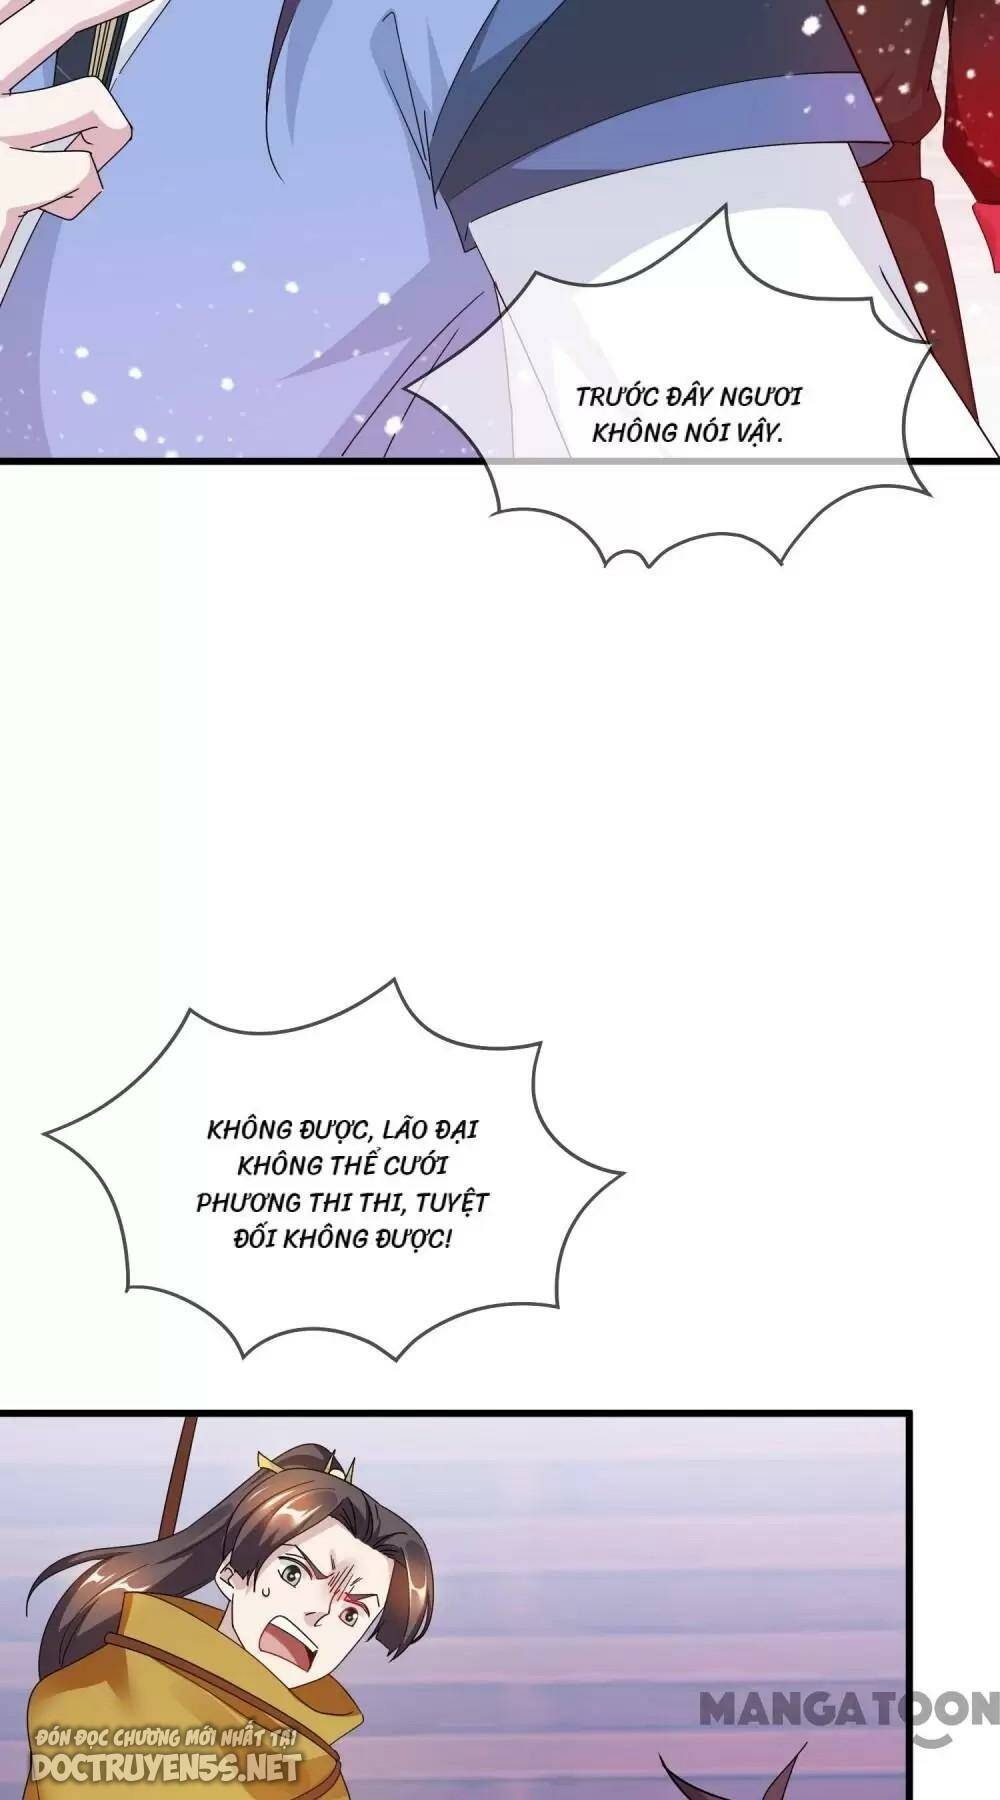 TRƯỚC ĐÂY NGƯƠI
KHÔNG NÓI VẬY.
KHÔNG ĐƯỢC, LÃO ĐẠI
KHÔNG THỂ CƯỚI
PHƯƠNG THI THI, TUYỆT
ĐỐI KHÔNG ĐƯỢC!
MANGATOON
ĐÓN ĐỌC CHƯƠNG MỚI NHẤT TẠI
DOCTRUYEN5S.NET